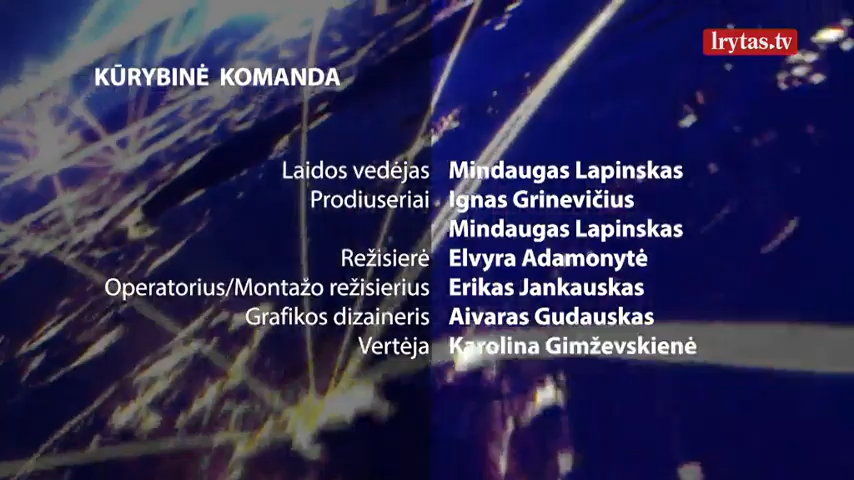 lrytas.tv
KŪRYBINĖ KOMANDA
Laidos vedėjas Mindaugas Lapinskas
Prodiuseriai Ignas Grinevičius
Mindaugas Lapinskas
Režisierė Elvyra Adamonytė
Operatorius/Montažo režisierius Erikas Jankauskas
Grafikos dizaineris Aivaras Gudauskas
Vertėja Karolina Gimževskienė